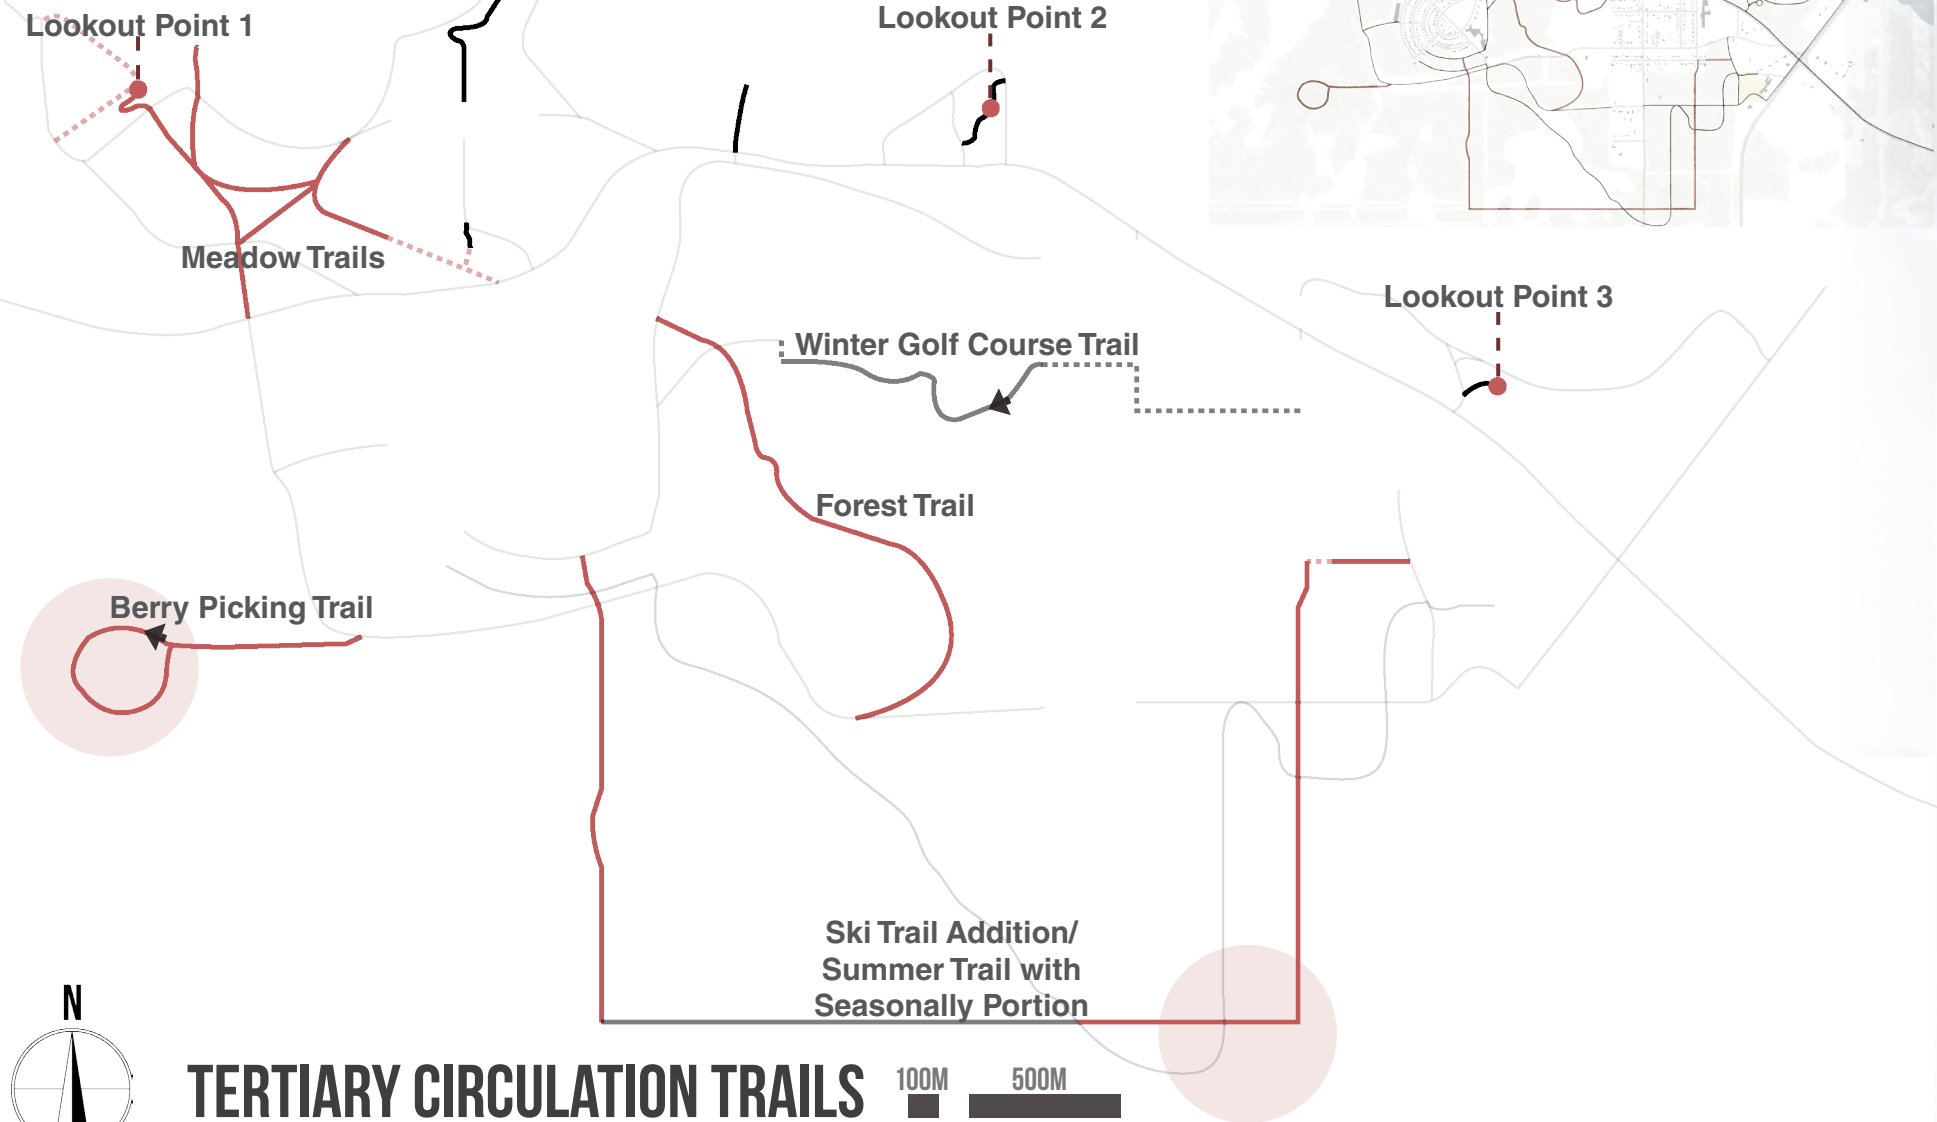 Lookout Point 1
Lookout Point 2
Meadow Trails
Lookout Point 3
Winter Golf Course Trail
Forest Trail
Berry Picking Trail
Ski Trail Addition/
Summer Trail with
Seasonally Portion
N
TERTIARY CIRCULATION TRAILS
100M
500M